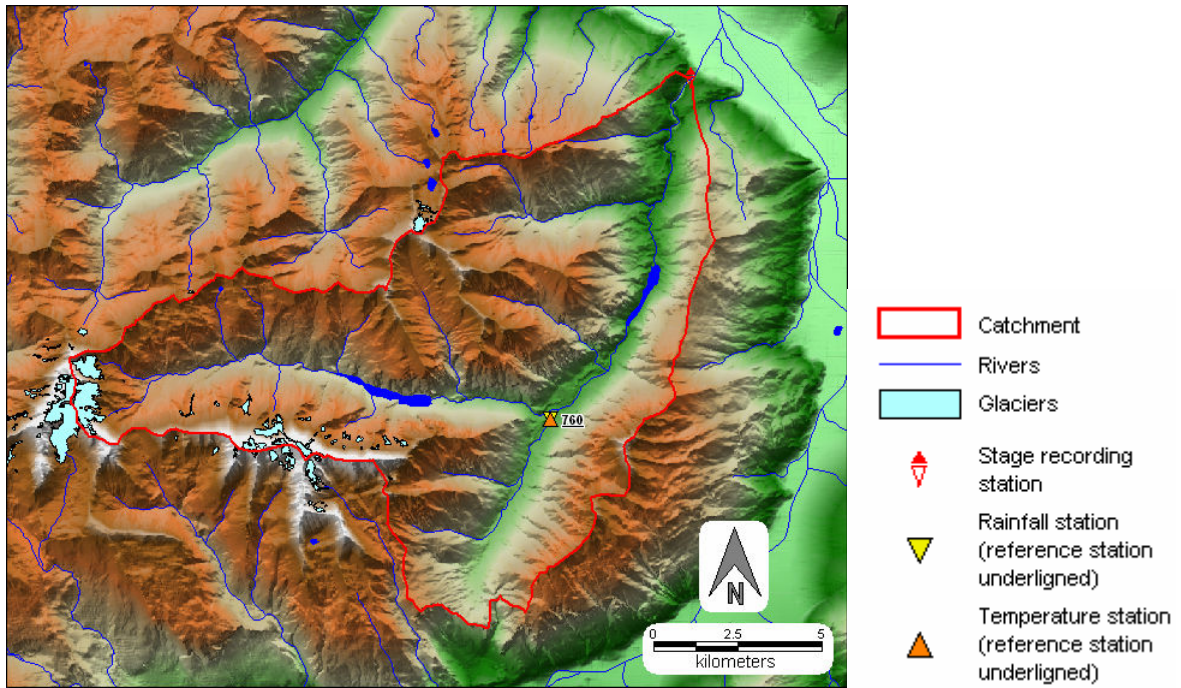 760
N
0 2.5 5
kilometers
Catchment
Rivers
Glaciers
Stage recording
station
Rainfall station
(reference station
underligned)
Temperature station
(reference station
underligned)